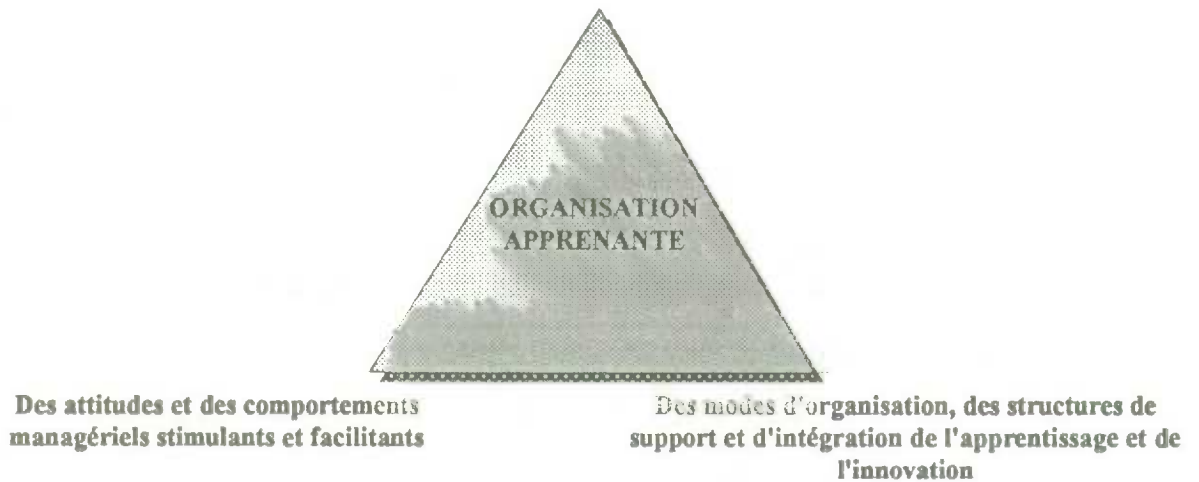 ORGANISATION
APPRENANTE
Des attitudes et des comportements
managériels stimulants et facilitants
Des modes d'organisation, des structures de
support et d'intégration de l'apprentissage et de
l'innovation